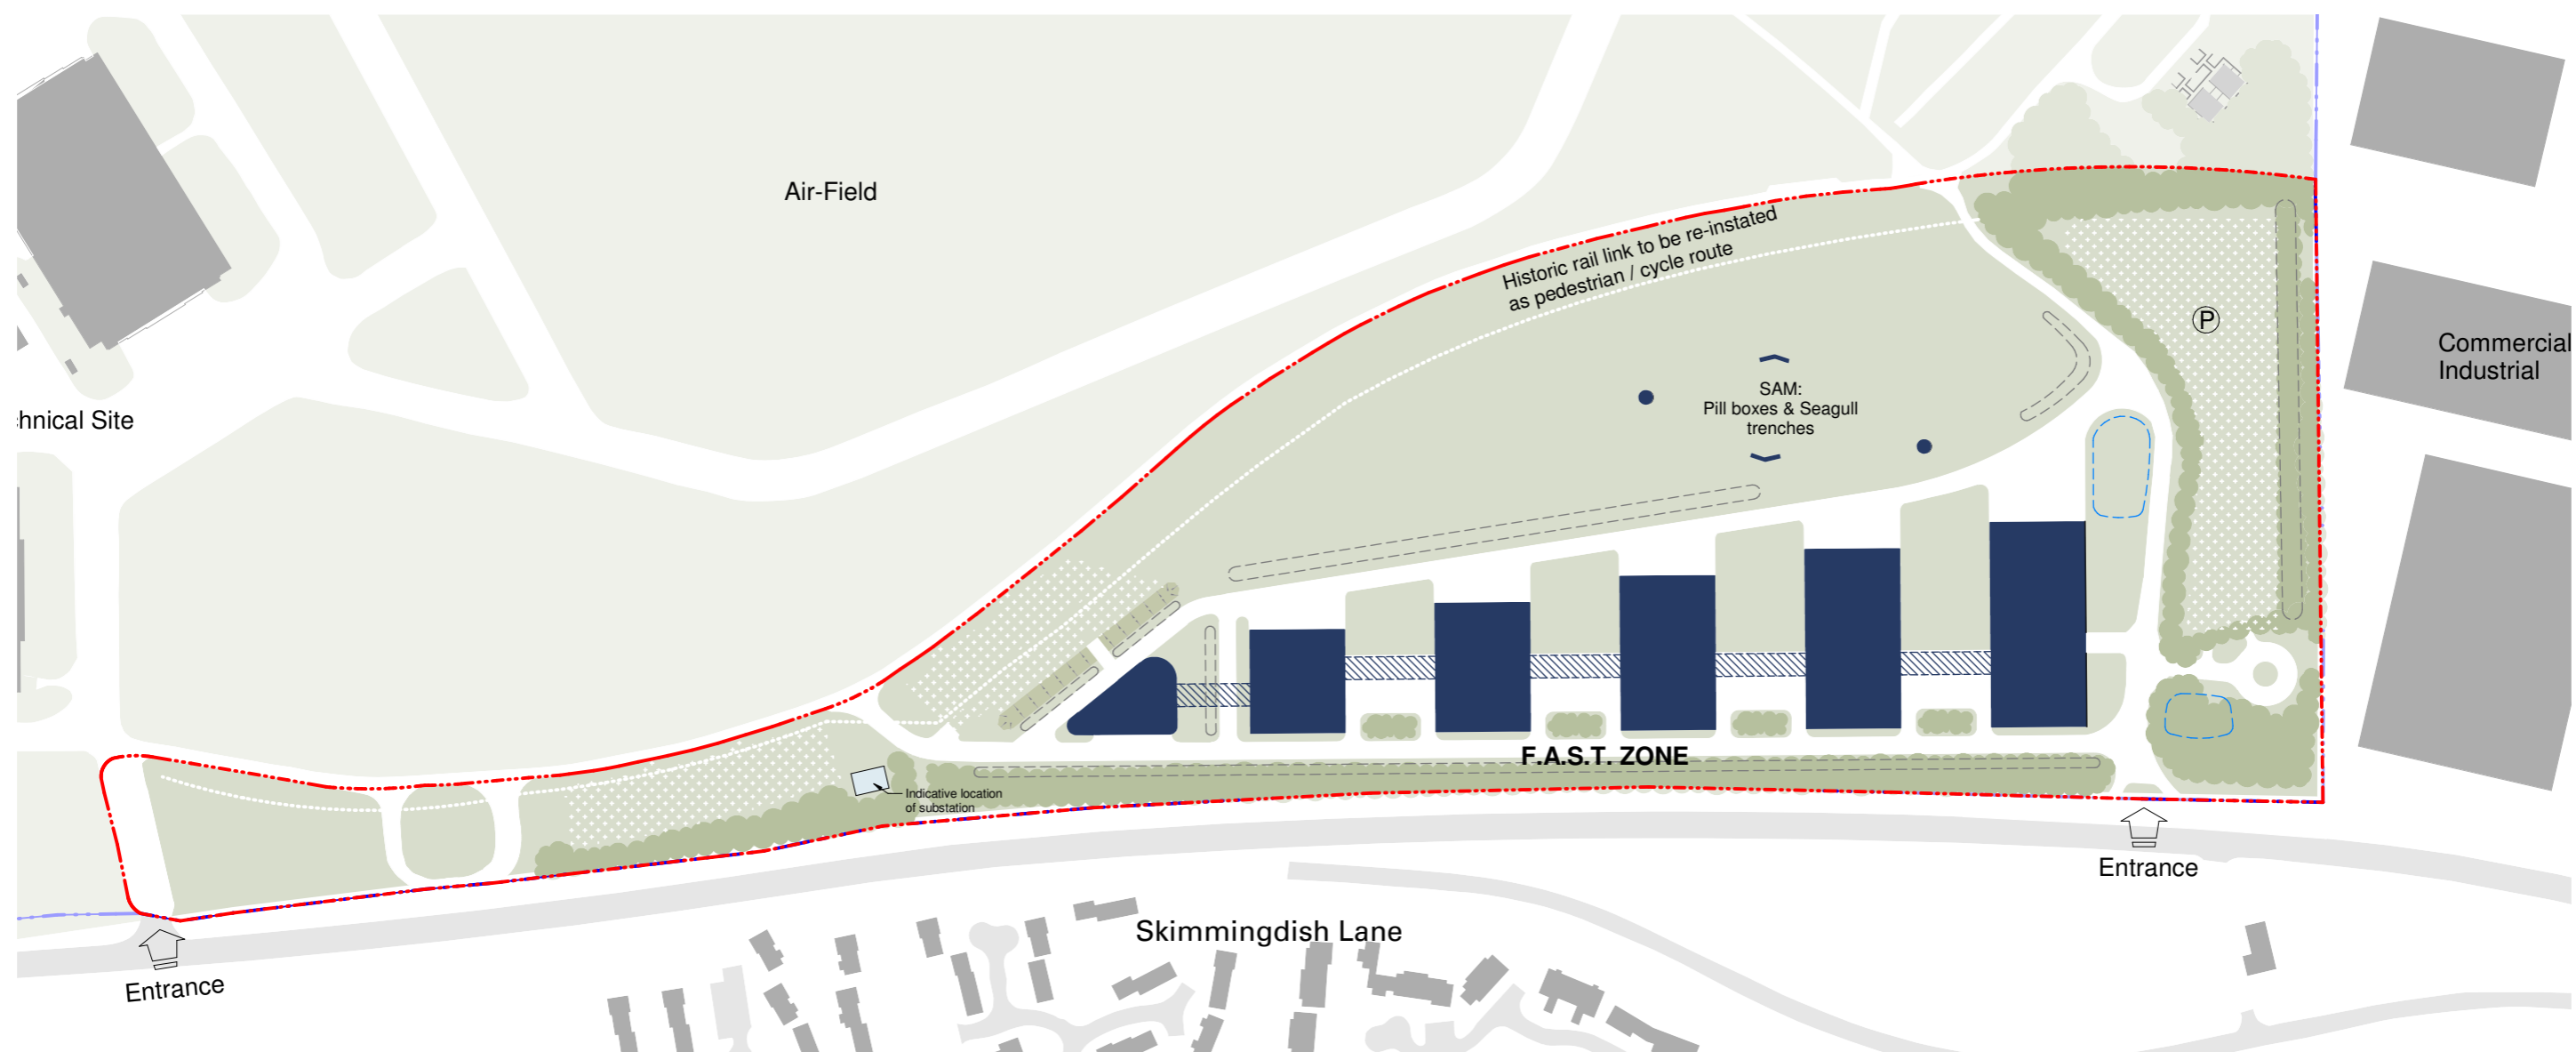 Air-Field
Historic rail link to be re-instated
as pedestrian / cycle route
P
SAM:
Pill boxes & Seagull
trenches
Commercial
Industrial
chnical Site
F.A.S.T. ZONE
Indicative location
of substation
Entrance
Skimmingdish Lane
Entrance